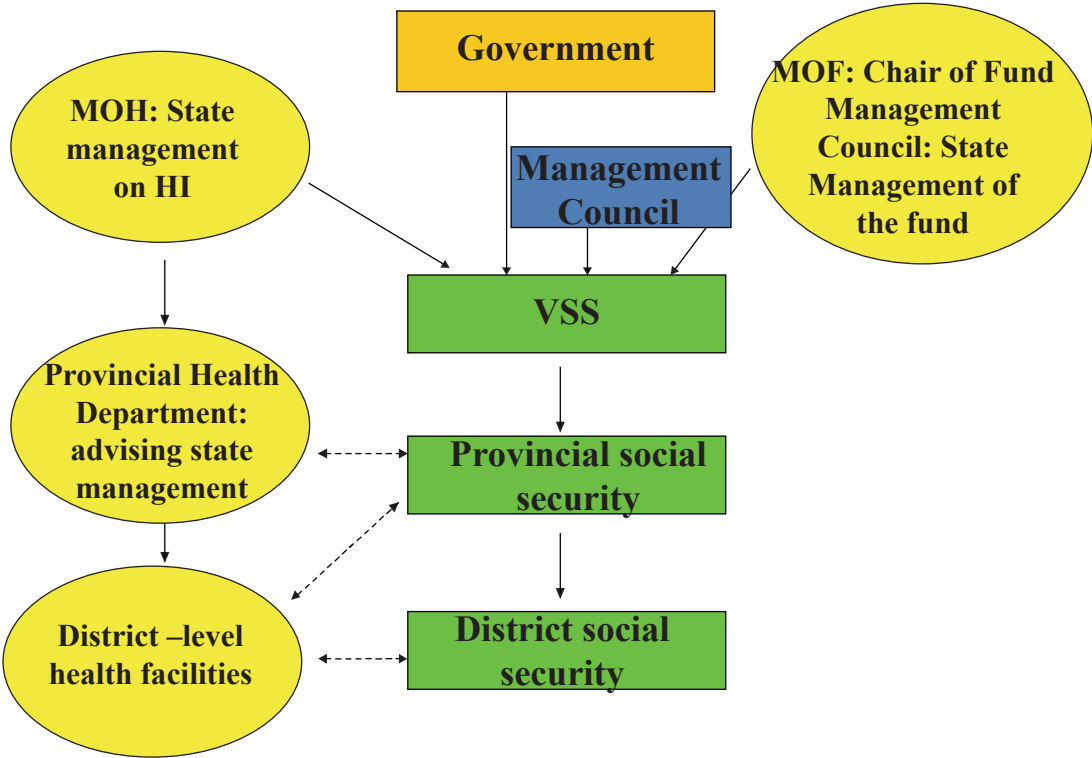 Government
MOH: State
management
on HI
MOF: Chair of Fund
Management
Council: State
Management of
the fund
Management
Council
VSS
Provincial Health
Department:
advising state
management
Provincial social
security
District –level
health facilities
District social
security